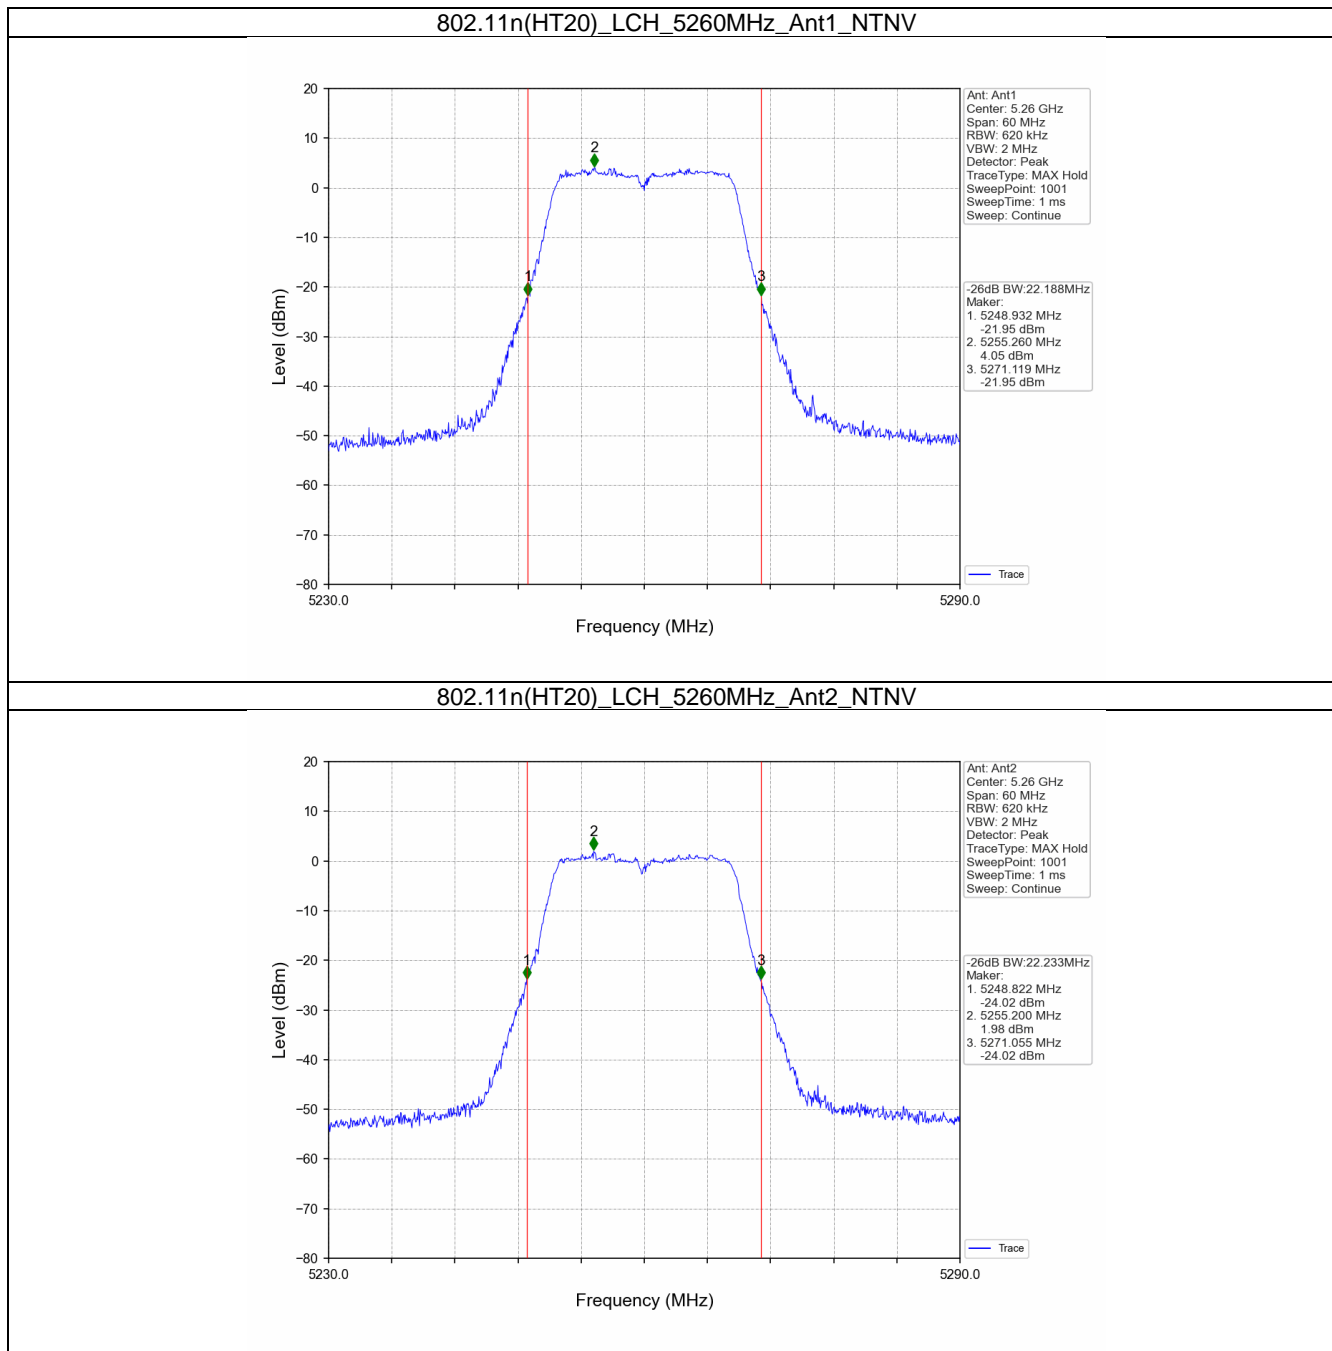 802.11n(HT20)_LCH_5260MHz_Ant1_NTNV
20
10
0
−10
−20
−30
−40
−50
−60
−70
−80
Level (dBm)
5230.0
5290.0
Frequency (MHz)
1
2
3
Ant: Ant1
Center: 5.26 GHz
Span: 60 MHz
RBW: 620 kHz
VBW: 2 MHz
Detector: Peak
TraceType: MAX Hold
SweepPoint: 1001
SweepTime: 1 ms
Sweep: Continue
-26dB BW:22.188MHz
Maker:
1. 5248.932 MHz
-21.95 dBm
2. 5255.260 MHz
4.05 dBm
3. 5271.119 MHz
-21.95 dBm
Trace
802.11n(HT20)_LCH_5260MHz_Ant2_NTNV
20
10
0
−10
−20
−30
−40
−50
−60
−70
−80
Level (dBm)
5230.0
5290.0
Frequency (MHz)
1
2
3
Ant: Ant2
Center: 5.26 GHz
Span: 60 MHz
RBW: 620 kHz
VBW: 2 MHz
Detector: Peak
TraceType: MAX Hold
SweepPoint: 1001
SweepTime: 1 ms
Sweep: Continue
-26dB BW:22.233MHz
Maker:
1. 5248.822 MHz
-24.02 dBm
2. 5255.200 MHz
1.98 dBm
3. 5271.055 MHz
-24.02 dBm
Trace